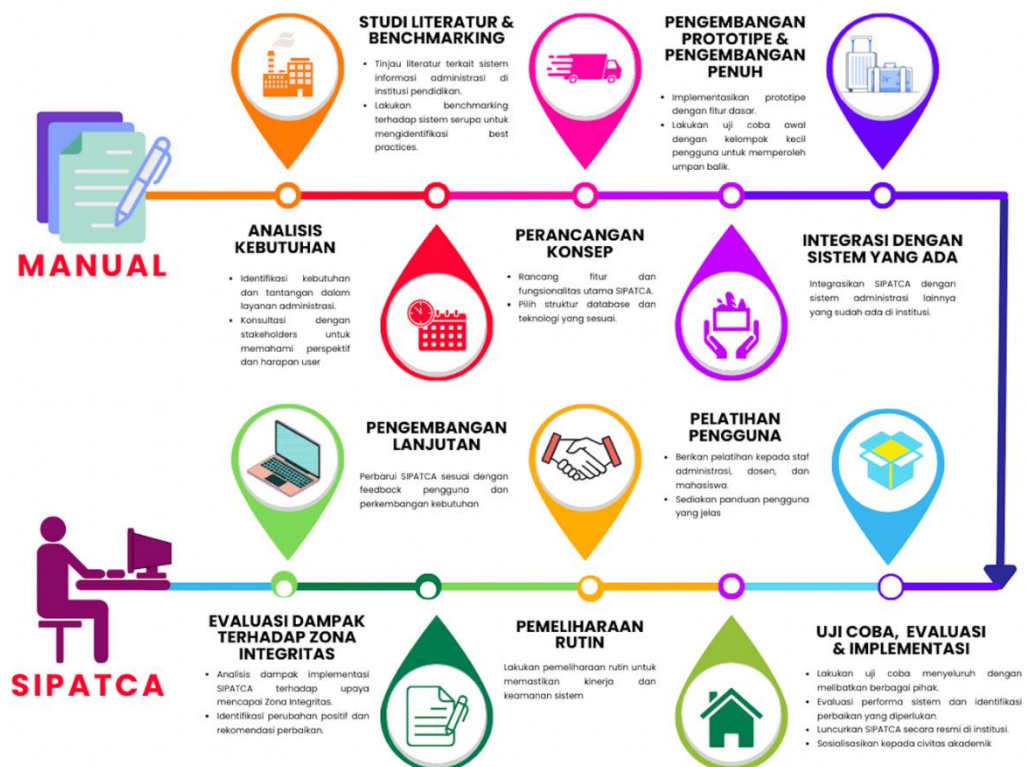 MANUAL
ANALISIS
KEBUTUHAN
• Identifikasi kebutuhan
dan tantangan dalam
layanan administrasi.
• Konsultasi dengan
stakeholders untuk
memahami perspektif
dan harapan user
STUDI LITERATUR &
BENCHMARKING
• Tinjau literatur terkait sistem
informasi administrasi di
institusi pendidikan.
• Lakukan benchmarking
terhadap sistem serupa untuk
mengidentifikasi best
practices.
PERANCANGAN
KONSEP
• Rancang fitur dan
fungsionalitas utama SIPATCA.
• Pilih struktur database dan
teknologi yang sesuai.
PENGEMBANGAN
PROTOTIPE &
PENGEMBANGAN
PENUH
• Implementasikan prototipe
dengan fitur dasar.
• Lakukan uji coba awal
dengan kelompok kecil
pengguna untuk memperoleh
umpan balik.
INTEGRASI DENGAN
SISTEM YANG ADA
Integrasikan SIPATCA dengan
sistem administrasi lainnya
yang sudah ada di institusi.
UJI COBA, EVALUASI
& IMPLEMENTASI
• Lakukan uji coba menyeluruh dengan
melibatkan berbagai pihak.
• Evaluasi performa sistem dan identifikasi
perbaikan yang diperlukan.
• Luncurkan SIPATCA secara resmi di institusi.
• Sosialisasikan kepada civitas akademik
PELATIHAN
PENGGUNA
• Berikan pelatihan kepada staf
administrasi, dosen, dan
mahasiswa.
• Sediakan panduan pengguna
yang jelas
PEMELIHARAAN
RUTIN
Lakukan pemeliharaan rutin untuk
memastikan kinerja dan
keamanan sistem
PENGEMBANGAN
LANJUTAN
Perbarui SIPATCA sesuai dengan
feedback pengguna dan
perkembangan kebutuhan
EVALUASI DAMPAK
TERHADAP ZONA
INTEGRITAS
• Analisis dampak implementasi
SIPATCA terhadap upaya
mencapai Zona Integritas.
• Identifikasi perubahan positif dan
rekomendasi perbaikan.
SIPATCA